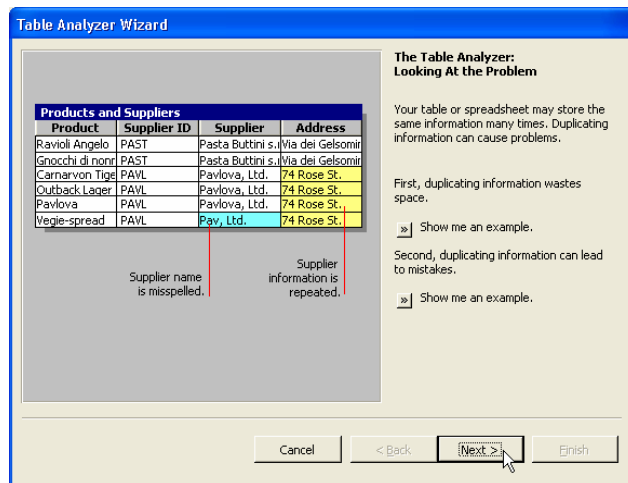 Table Analyzer Wizard
Products and Suppliers
Product Supplier ID Supplier Address
Ravioli Angelo PAST Pasta Buttini s.r Via dei Gelsomir
Gnocchi di nonr PAST Pasta Buttini s.r Via dei Gelsomir
Carnarvon Tige PAVL Pavlova, Ltd. 74 Rose St.
Outback Lager PAVL Pavlova, Ltd. 74 Rose St.
Pavlova PAVL Pavlova, Ltd. 74 Rose St.
Vegie-spread PAVL Pav, Ltd. 74 Rose St.
Supplier name
is misspelled.
Supplier
information is
repeated.
The Table Analyzer:
Looking At the Problem
Your table or spreadsheet may store the
same information many times. Duplicating
information can cause problems.
First, duplicating information wastes
space.
» Show me an example.
Second, duplicating information can lead
to mistakes.
» Show me an example.
Cancel < Back Next > Finish